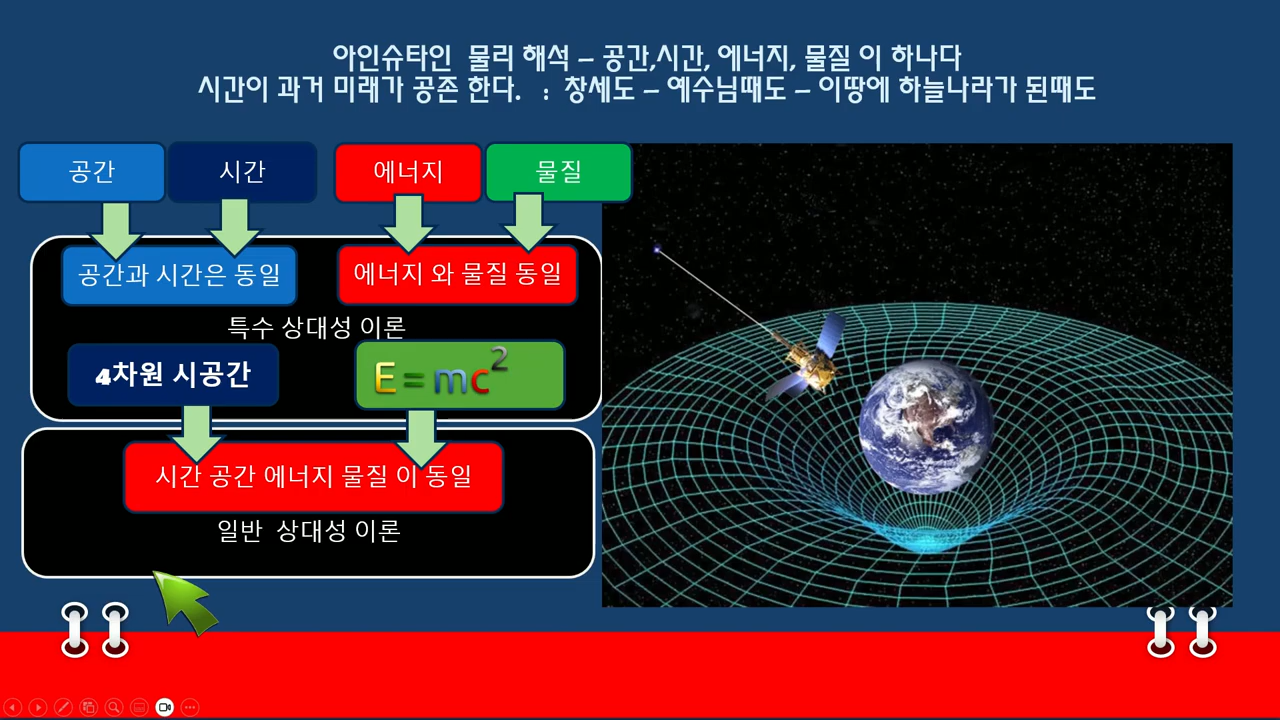 아인슈타인 물리 해석 – 공간,시간, 에너지, 물질 이 하나다
시간이 과거 미래가 공존 한다. : 창세도 – 예수님때도 – 이땅에 하늘나라가 된때도
공간
시간
에너지
물질
공간과 시간은 동일
에너지 와 물질 동일
특수 상대성 이론
4차원 시공간
E=mc²
시간 공간 에너지 물질 이 동일
일반 상대성 이론